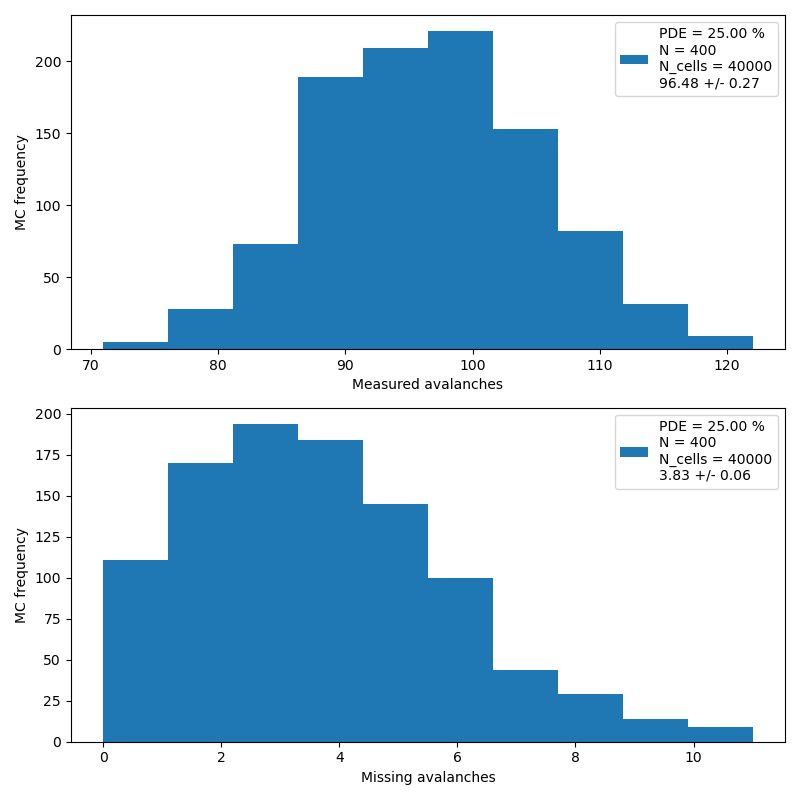 PDE = 25.00 %
N = 400
N_cells = 40000
96.48 +/- 0.27
200
150
100
50
0
MC frequency
70 80 90 100 110 120
Measured avalanches
PDE = 25.00 %
N = 400
N_cells = 40000
3.83 +/- 0.06
200
175
150
125
100
75
50
25
0
MC frequency
0 2 4 6 8 10
Missing avalanches